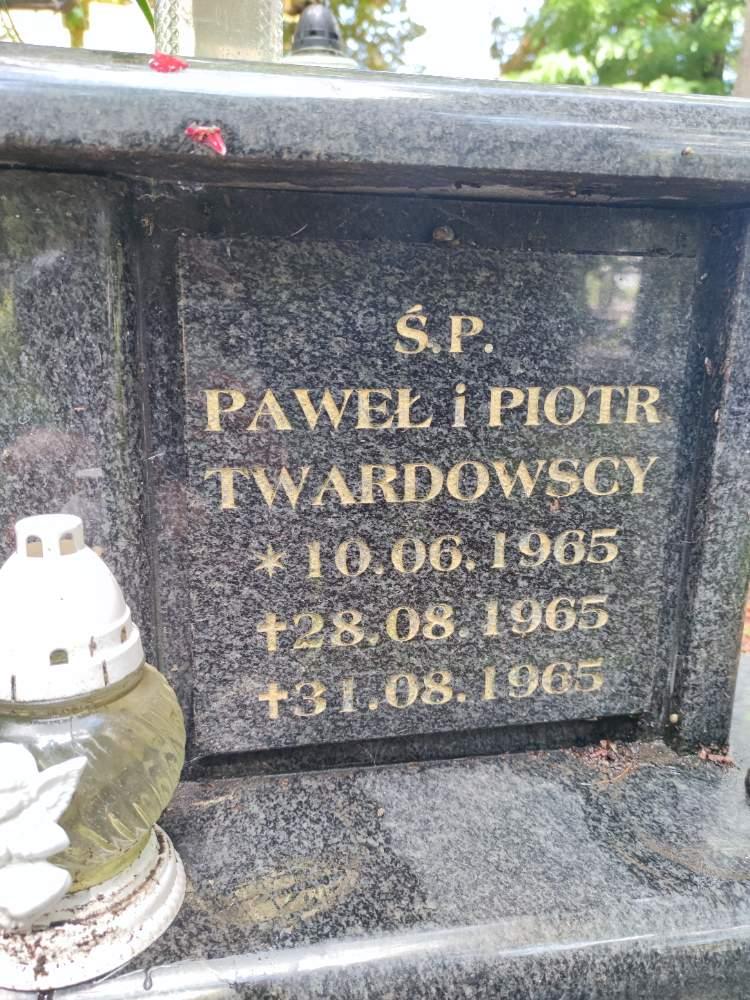 Ś.P.
PAWEŁ i PIOTR
TWARDOWSCY
* 10.06.1965
✝28.08.1965
✝31.08.1965